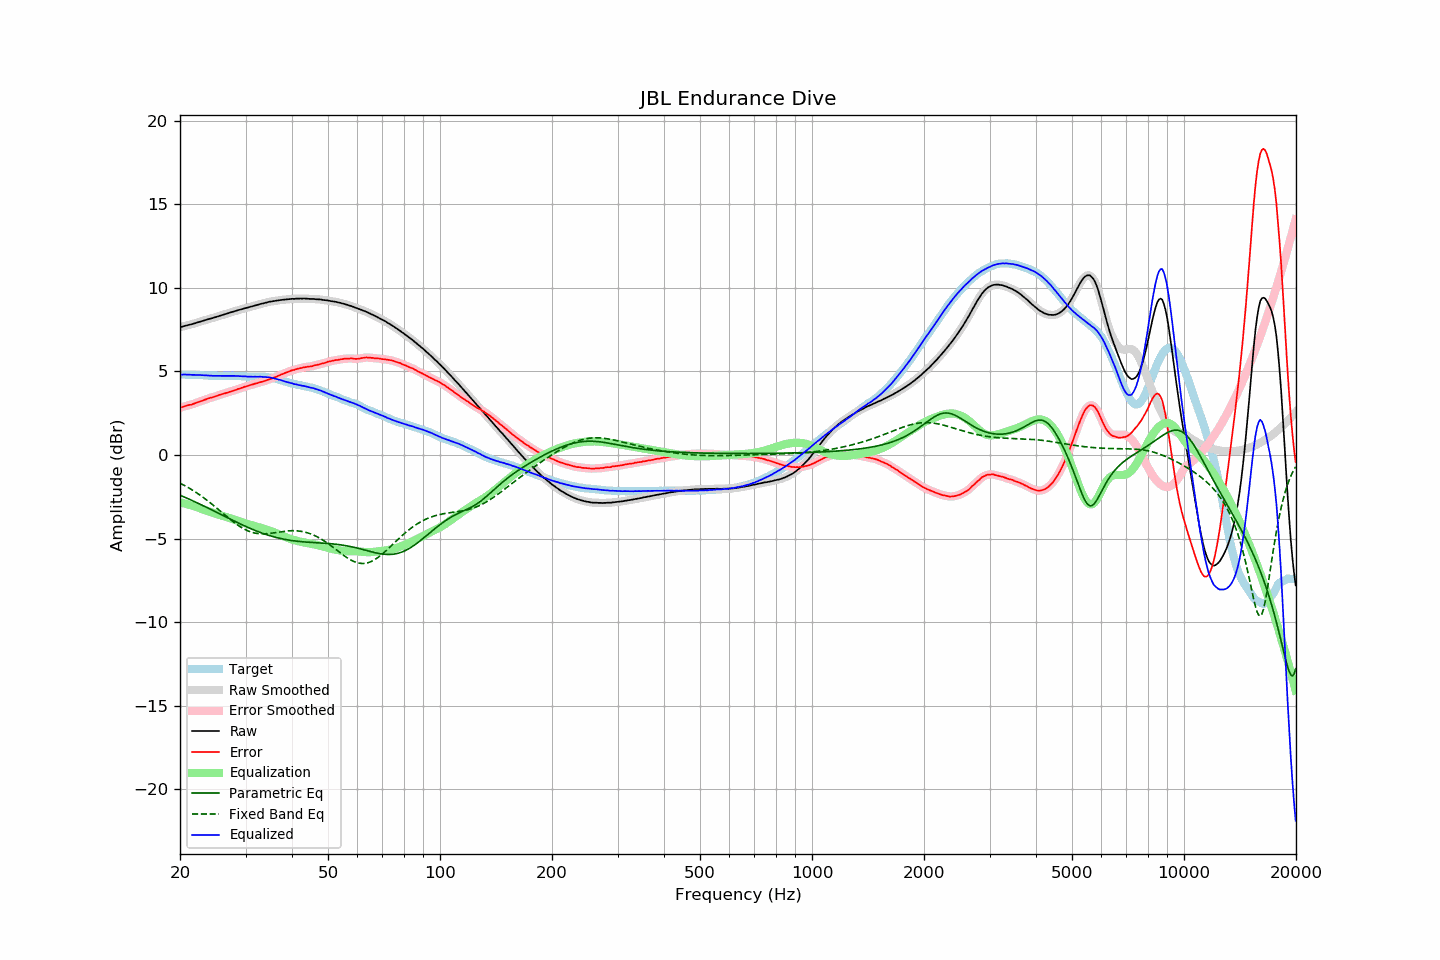 JBL Endurance Dive
20
15
10
5
0
−5
−10
−15
−20
Amplitude (dBr)
Target
Raw Smoothed
Error Smoothed
Raw
Error
Equalization
Parametric Eq
Fixed Band Eq
Equalized
20 50 100 200 500 1000 2000 5000 10000 20000
Frequency (Hz)